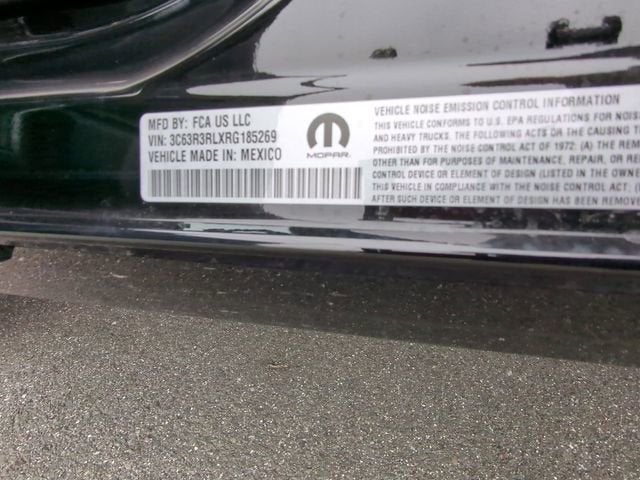 MFD BY: FCA US LLC
VIN: 3C63R3RLXRG185269
VEHICLE MADE IN: MEXICO
MOPAR
VEHICLE NOISE EMISSION CONTROL INFORMATION
THIS VEHICLE CONFORMS TO U.S. EPA REGULATIONS FOR NOISE
AND HEAVY TRUCKS. THE FOLLOWING ACTS OR THE CAUSING T
PROHIBITED BY THE NOISE CONTROL ACT OF 1972: (A) THE REM
OTHER THAN FOR PURPOSES OF MAINTENANCE, REPAIR, OR RE
CONTROL DEVICE OR ELEMENT OF DESIGN (LISTED IN THE OWNE
THIS VEHICLE IN COMPLIANCE WITH THE NOISE CONTROL ACT,
AFTER SUCH DEVICE OR ELEMENT OF DESIGN HAS BEEN REMOV